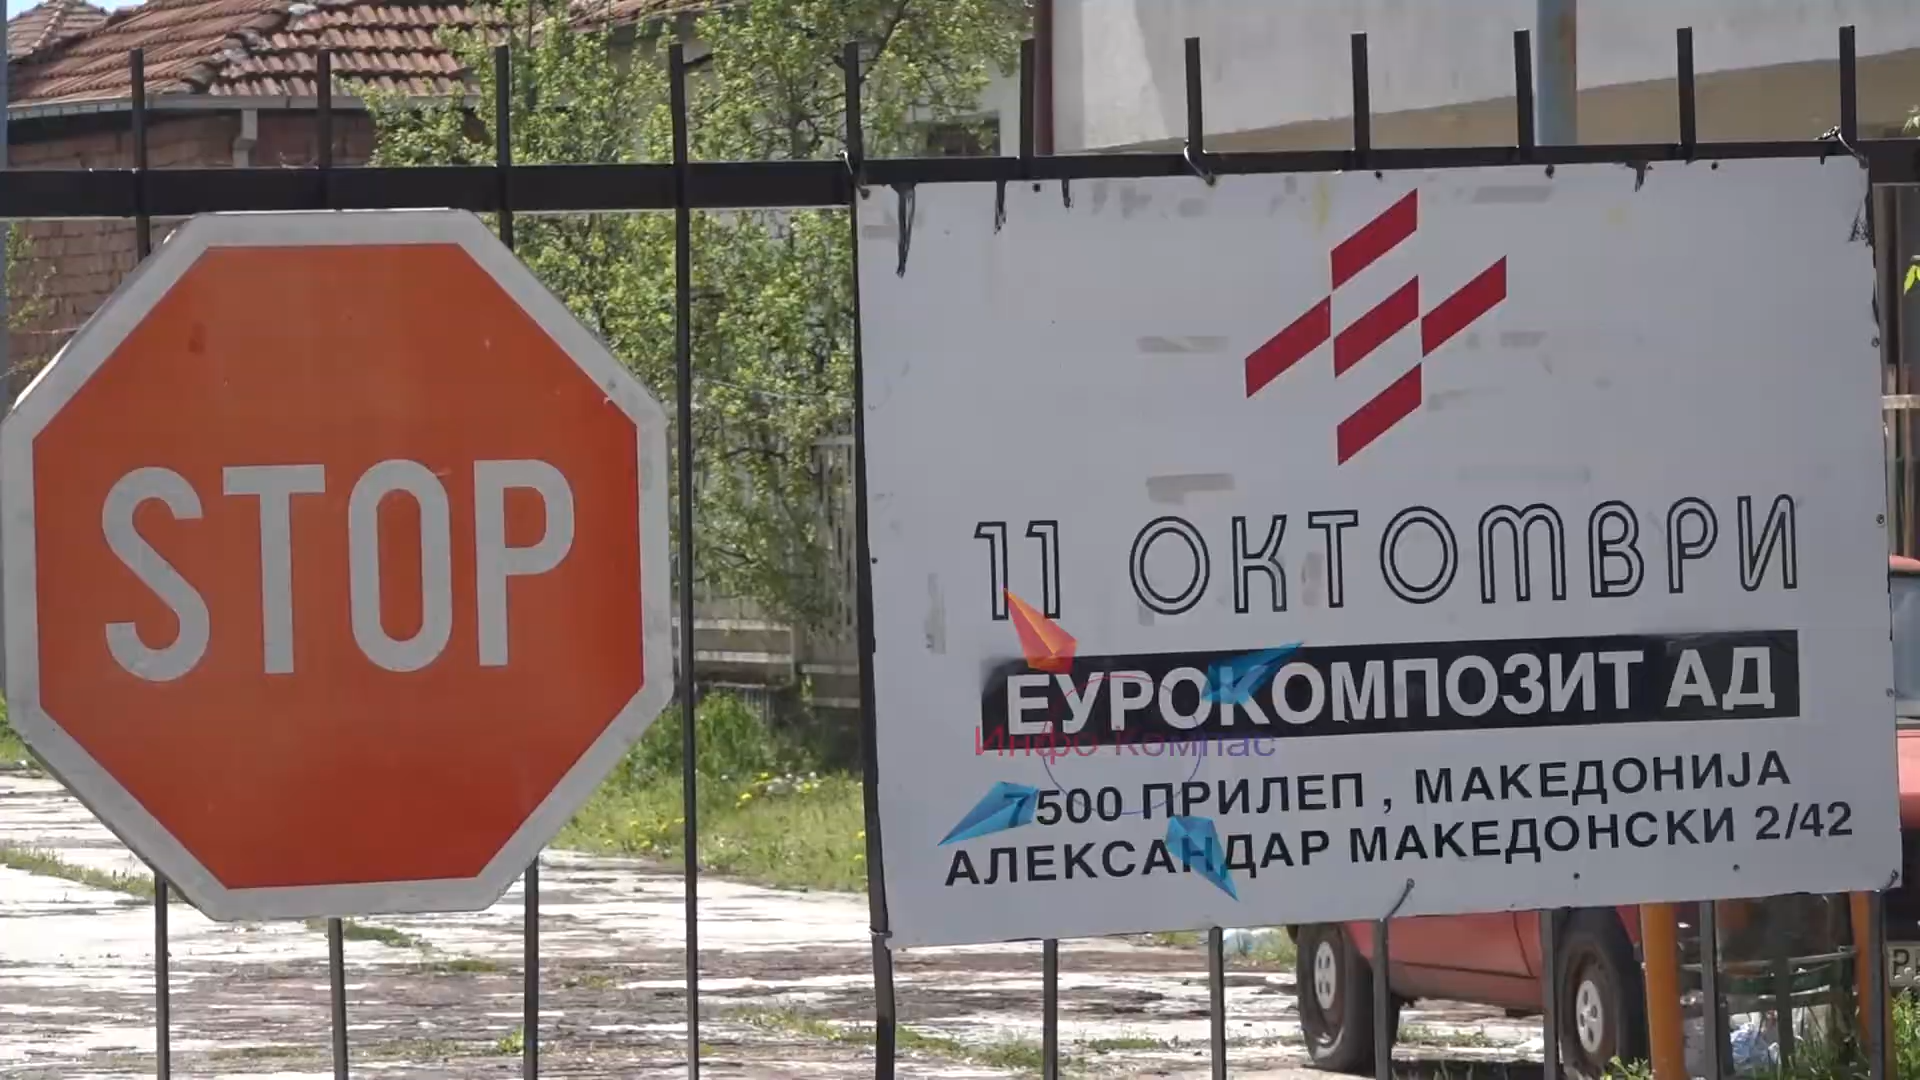 STOP
11 ОКТОМВРИ
ЕУРОКОМПОЗИТ АД
Инфо Компас
7500 ПРИЛЕП , МАКЕДОНИЈА
АЛЕКСАНДАР МАКЕДОНСКИ 2/42